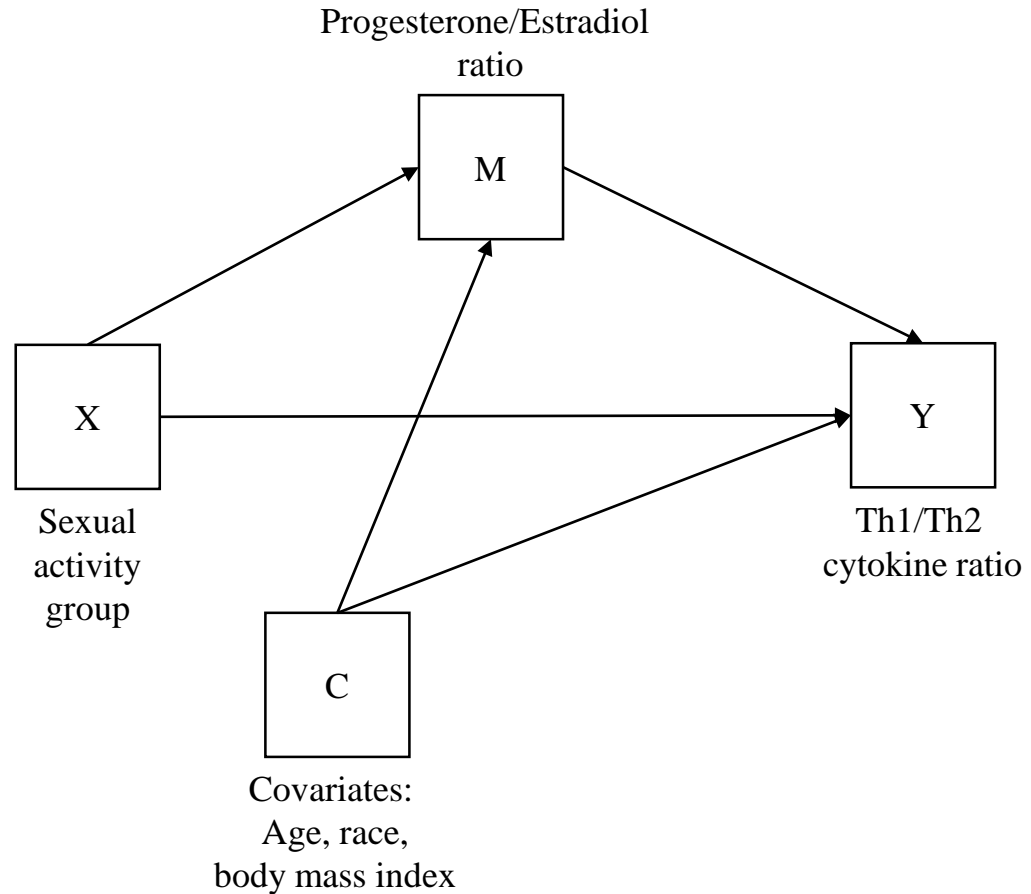 Progesterone/Estradiol
ratio
M
X
Y
Sexual
activity
group
Th1/Th2
cytokine ratio
C
Covariates:
Age, race,
body mass index